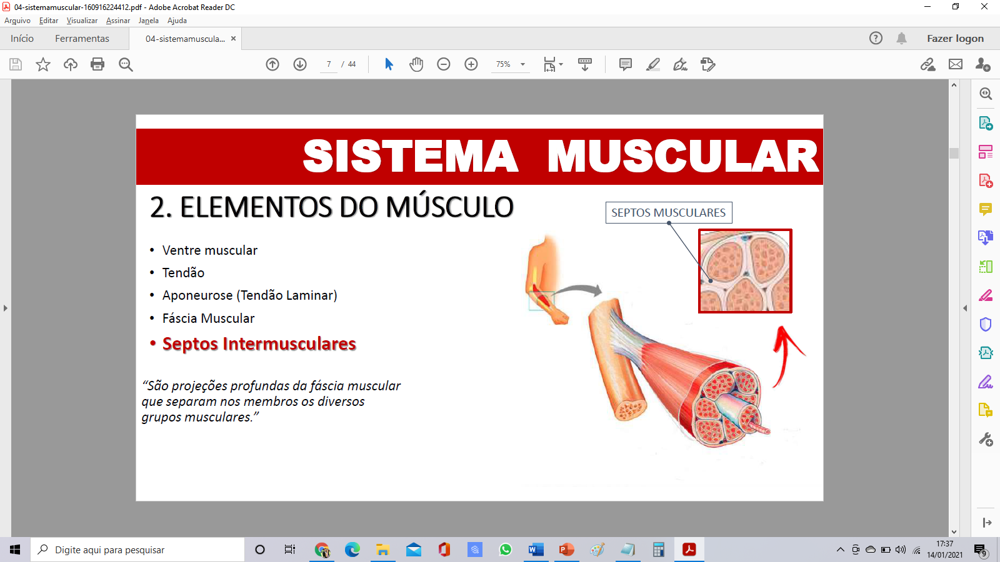 04-sistemamuscular-160916224412.pdf - Adobe Acrobat Reader DC
Arquivo Editar Visualizar Assinar Janela Ajuda
Início Ferramentas 04-sistemamuscula... × Fazer logon
7 / 44 75%
SISTEMA MUSCULAR
2. ELEMENTOS DO MÚSCULO
SEPTOS MUSCULARES
• Ventre muscular
• Tendão
• Aponeurose (Tendão Laminar)
• Fáscia Muscular
• Septos Intermusculares
“São projeções profundas da fáscia muscular
que separam nos membros os diversos
grupos musculares.”
Digite aqui para pesquisar
17:37
14/01/2021
9